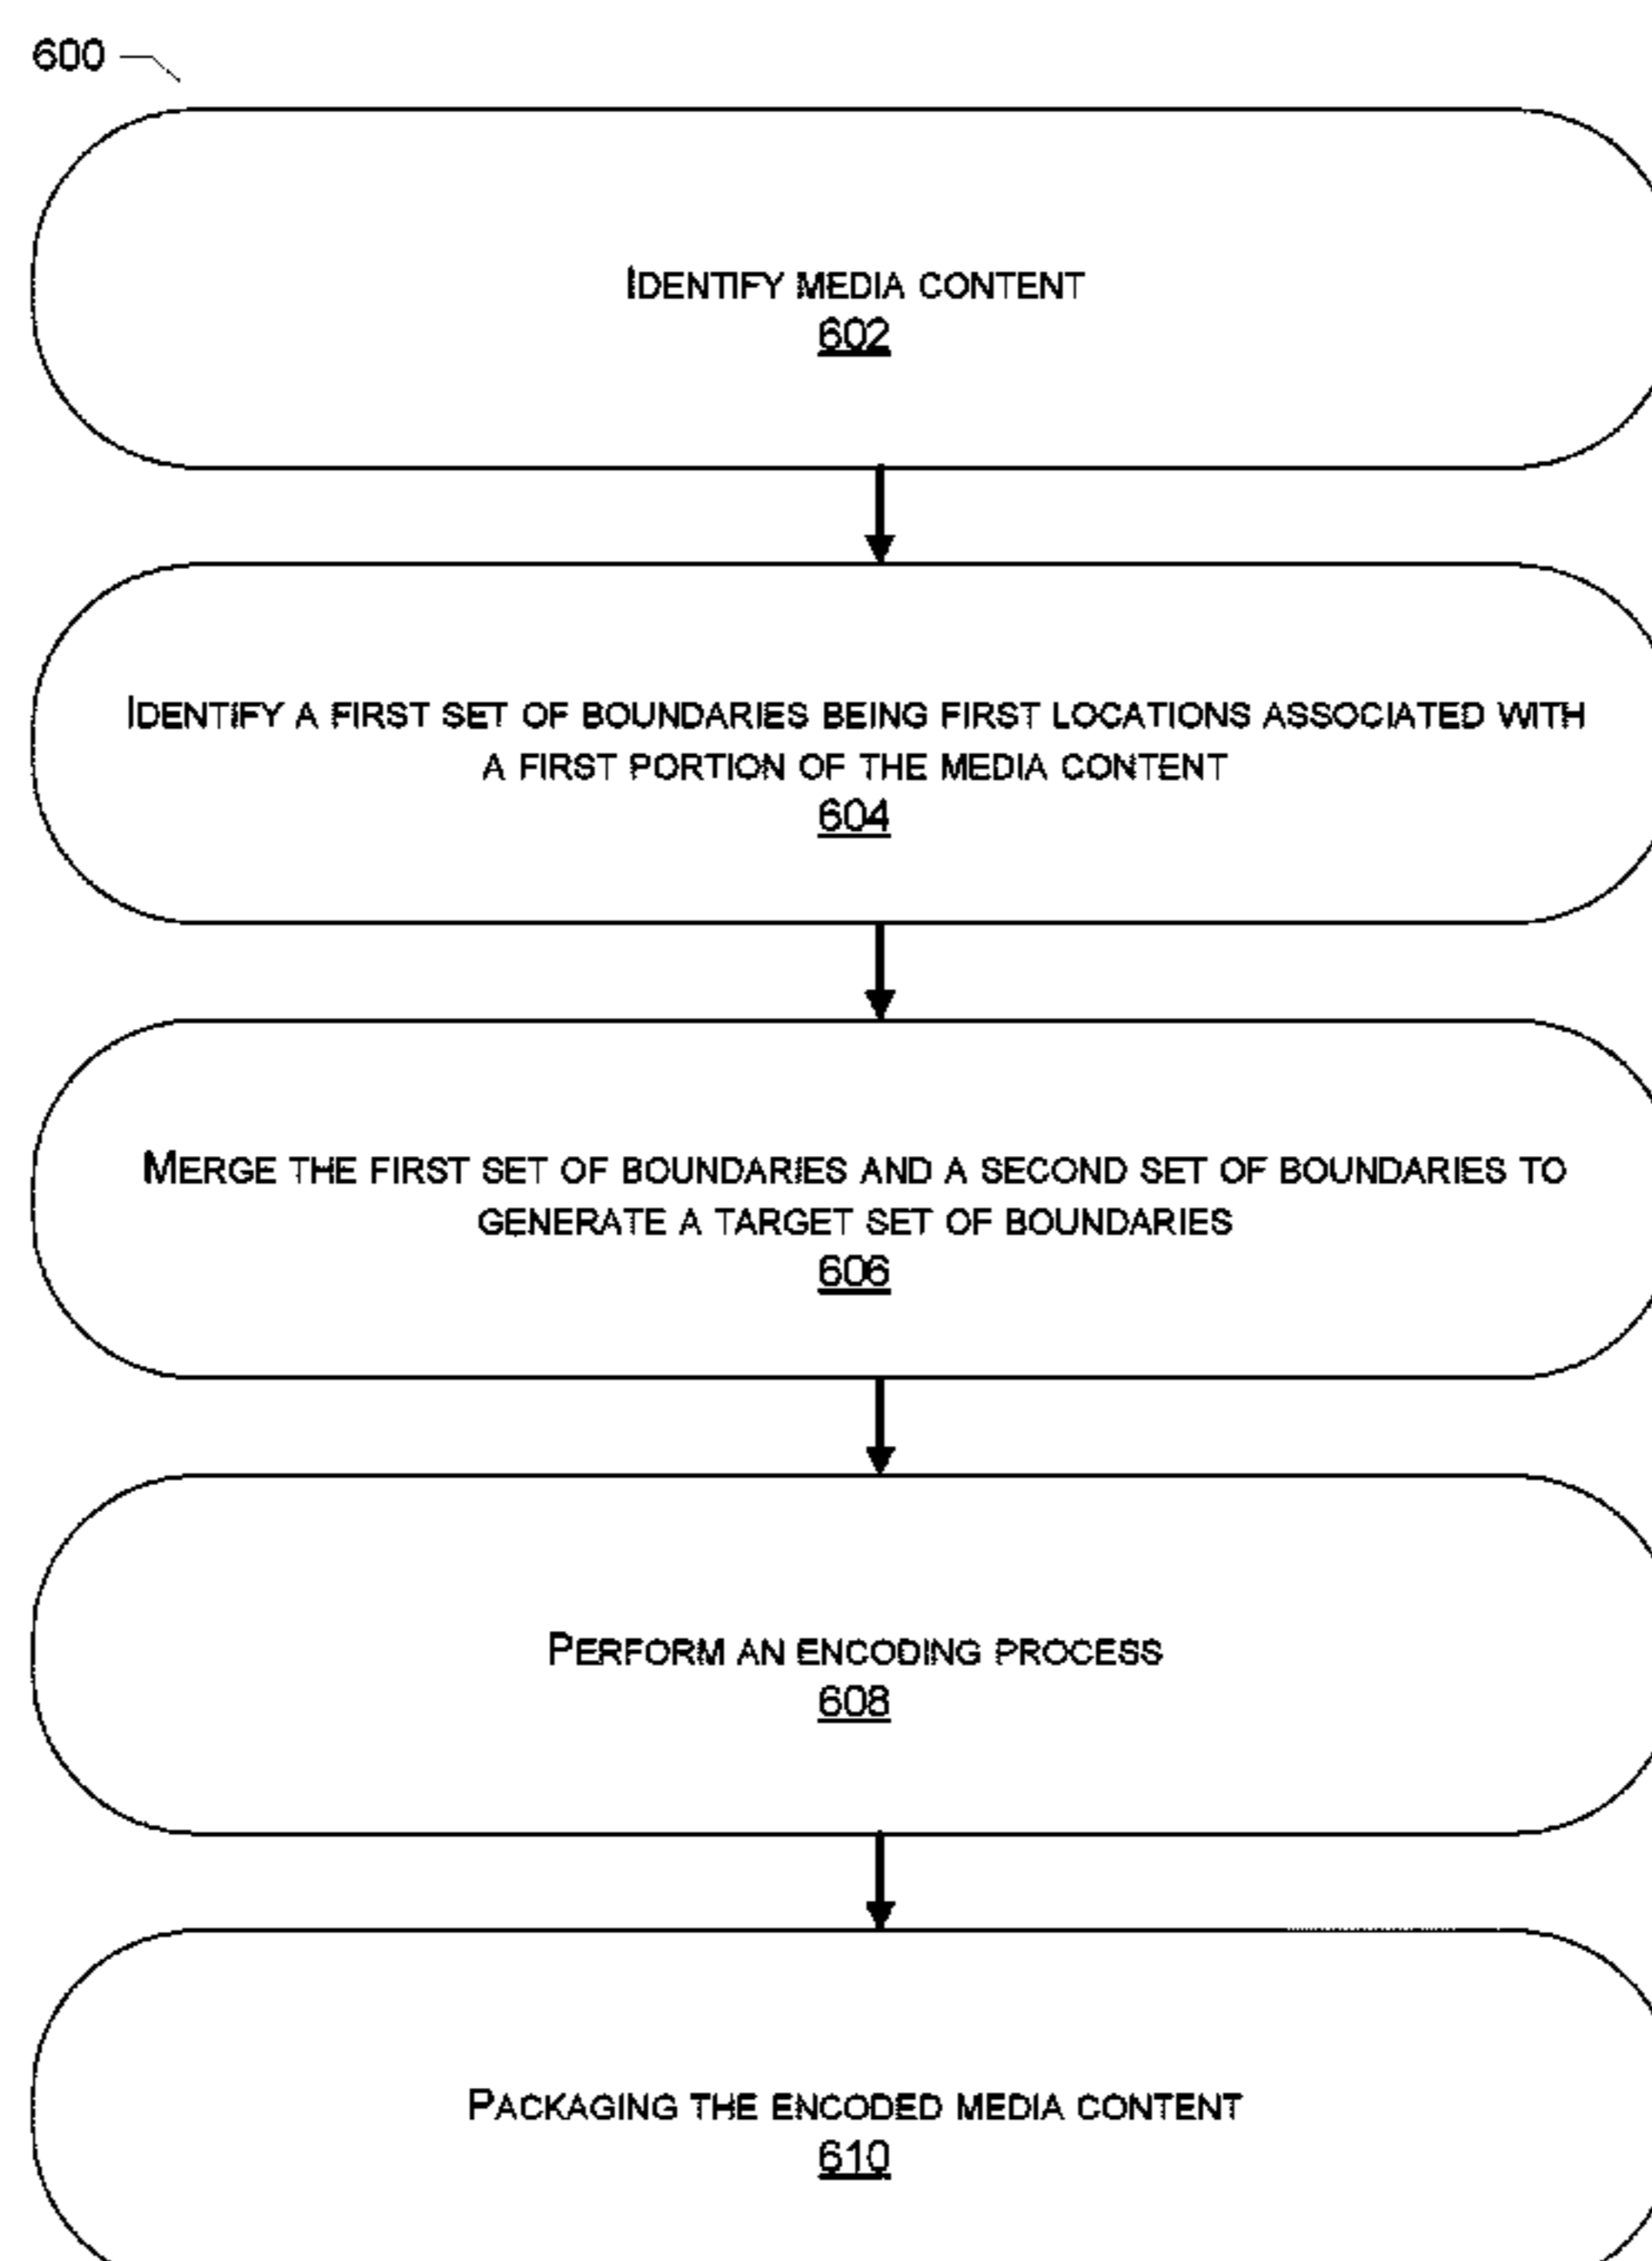 600
IDENTIFY MEDIA CONTENT
602
IDENTIFY A FIRST SET OF BOUNDARIES BEING FIRST LOCATIONS ASSOCIATED WITH
A FIRST PORTION OF THE MEDIA CONTENT
604
MERGE THE FIRST SET OF BOUNDARIES AND A SECOND SET OF BOUNDARIES TO
GENERATE A TARGET SET OF BOUNDARIES
606
PERFORM AN ENCODING PROCESS
608
PACKAGING THE ENCODED MEDIA CONTENT
610